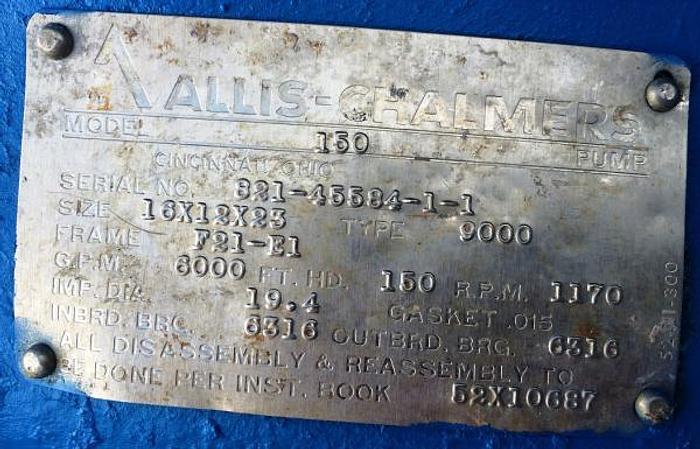 ALLIS-CHALMERS
MODEL 150 PUMP
CINCINNATI, OHIO
SERIAL NO. 821-45584-1-1
SIZE 16X12X23 TYPE 9000
FRAME F21-E1
G.P.M. 6000 FT. HD. 150 R.P.M. 1170
IMP. DIA. 19.4 GASKET .015
INBRD. BRG. 6316 OUTBRD. BRG. 6316
ALL DISASSEMBLY & REASSEMBLY TO
BE DONE PER INST. BOOK 52X10687